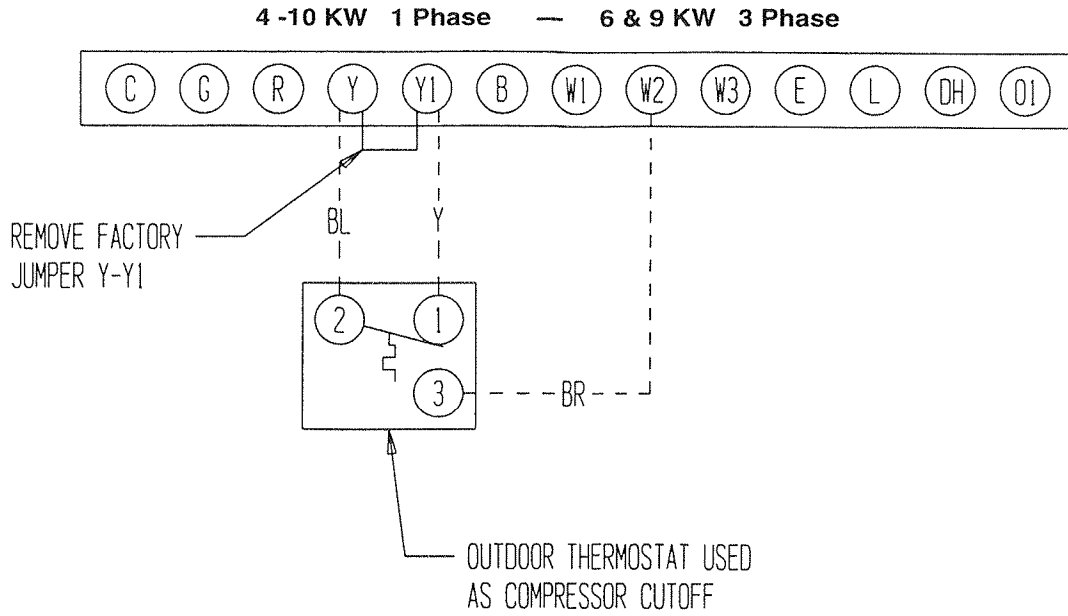 4 -10 KW 1 Phase — 6 & 9 KW 3 Phase
C G R Y Y1 B W1 W2 W3 E L DH O1
REMOVE FACTORY
JUMPER Y-Y1
BL Y
2 1
3 BR
OUTDOOR THERMOSTAT USED
AS COMPRESSOR CUTOFF